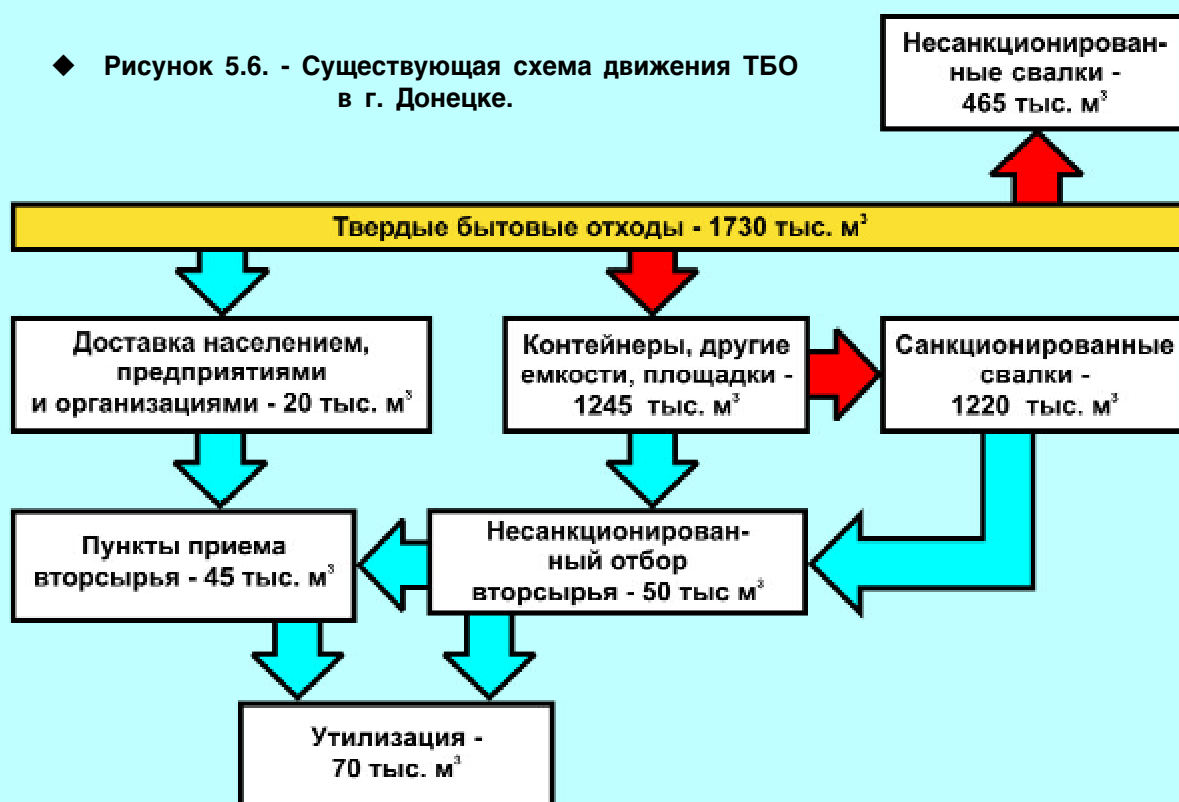 ◆ Рисунок 5.6. - Существующая схема движения ТБО
в г. Донецке.
Несанкционирован-
ные свалки -
465 тыс. м³
Твердые бытовые отходы - 1730 тыс. м³
Доставка населением,
предприятиями
и организациями - 20 тыс. м³
Контейнеры, другие
емкости, площадки -
1245 тыс. м³
Санкционированные
свалки -
1220 тыс. м³
Пункты приема
вторсырья - 45 тыс. м³
Несанкционирован-
ный отбор
вторсырья - 50 тыс м³
Утилизация -
70 тыс. м³